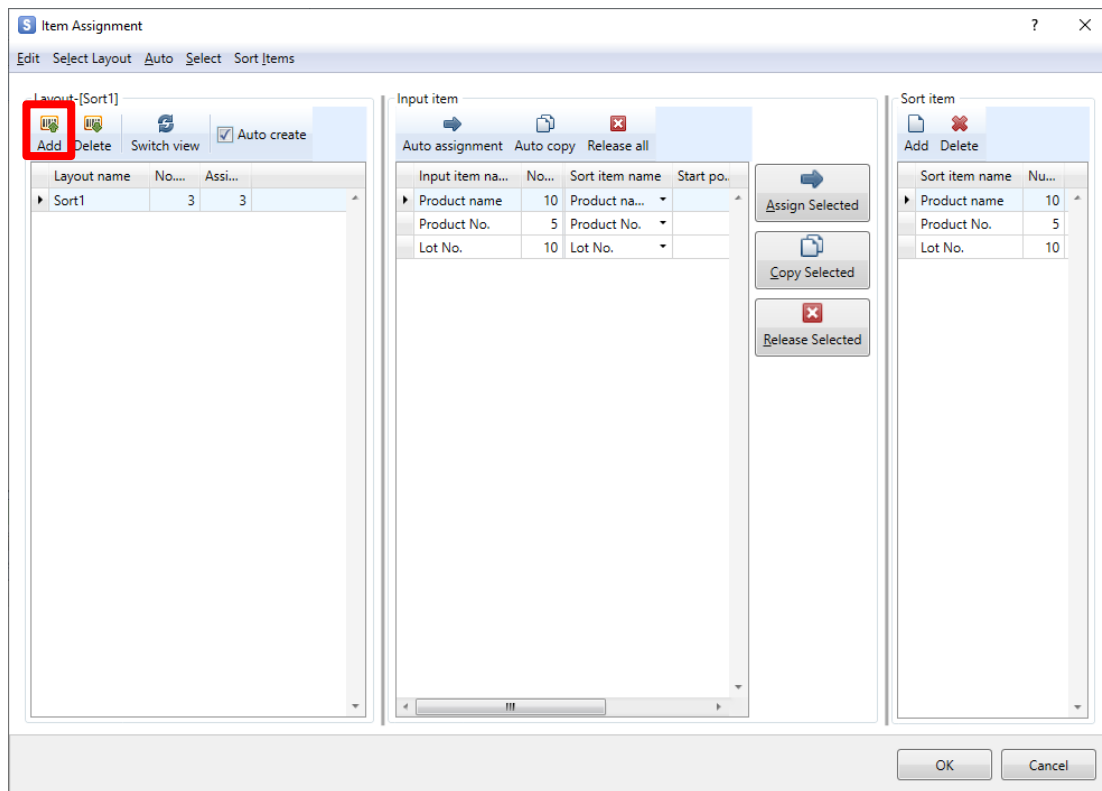 S Item Assignment ?
Edit Select Layout Auto Select Sort Items
Layout-[Sort1]
Add Delete Switch view Auto create
Layout name No.... Assi...
Sort1 3 3
Input item
Auto assignment Auto copy Release all
Input item na... No... Sort item name Start po..
Product name 10 Product na...
Product No. 5 Product No.
Lot No. 10 Lot No.
Assign Selected
Copy Selected
Release Selected
Sort item
Add Delete
Sort item name Nu...
Product name 10
Product No. 5
Lot No. 10
OK Cancel